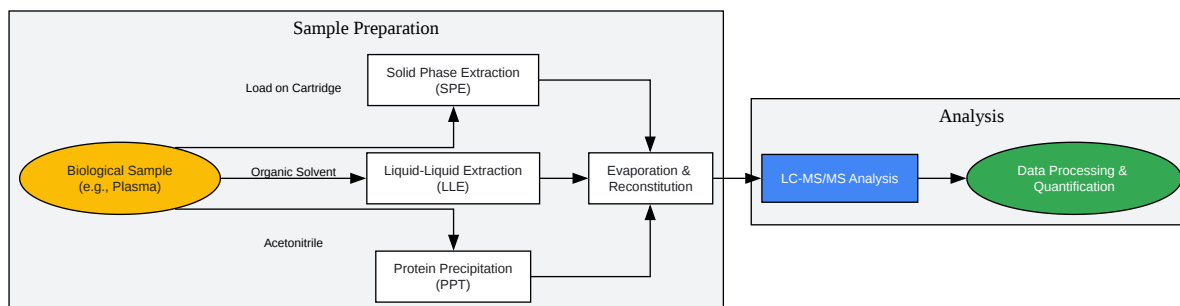 Sample Preparation
Load on Cartridge
Solid Phase Extraction
(SPE)
Biological Sample
(e.g., Plasma)
Organic Solvent
Liquid-Liquid Extraction
(LLE)
Evaporation &
Reconstitution
Acetonitrile
Protein Precipitation
(PPT)
Analysis
LC-MS/MS Analysis
Data Processing &
Quantification